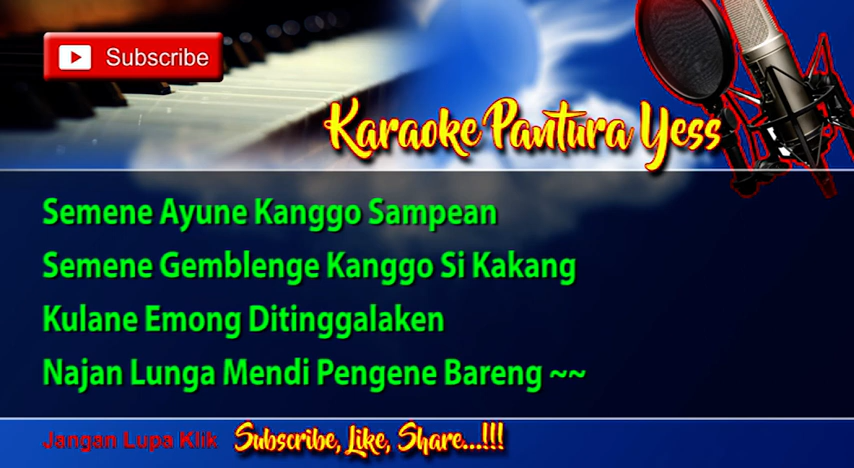 Subscribe
Karaoke Pantura Yess
Semene Ayune Kanggo Sampean
Semene Gemblenge Kanggo Si Kakang
Kulane Emong Ditinggalaken
Najan Lunga Mendi Pengene Bareng ~~
Jangan Lupa Klik Subscribe, Like, Share...!!!